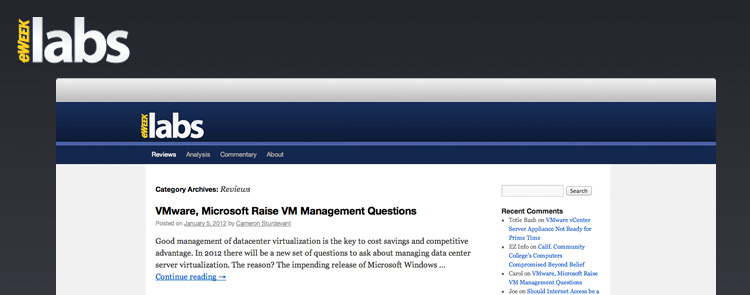 eWEEK labs
eWEEK labs
Reviews Analysis Commentary About
Category Archives: Reviews
VMware, Microsoft Raise VM Management Questions
Posted on January 5, 2012 by Cameron Sturdevant
Good management of datacenter virtualization is the key to cost savings and competitive
advantage. In 2012 there will be a new set of questions to ask about managing data center
server virtualization. The reason? The impending release of Microsoft Windows ...
Continue reading →
Search
Recent Comments
Totie Bash on VMware vCenter
Server Appliance Not Ready for
Prime Time
EZ Info on Calif. Community
College's Computers
Compromised Beyond Belief
Carol on VMware, Microsoft Raise
VM Management Questions
Joe on Should Internet Access be a